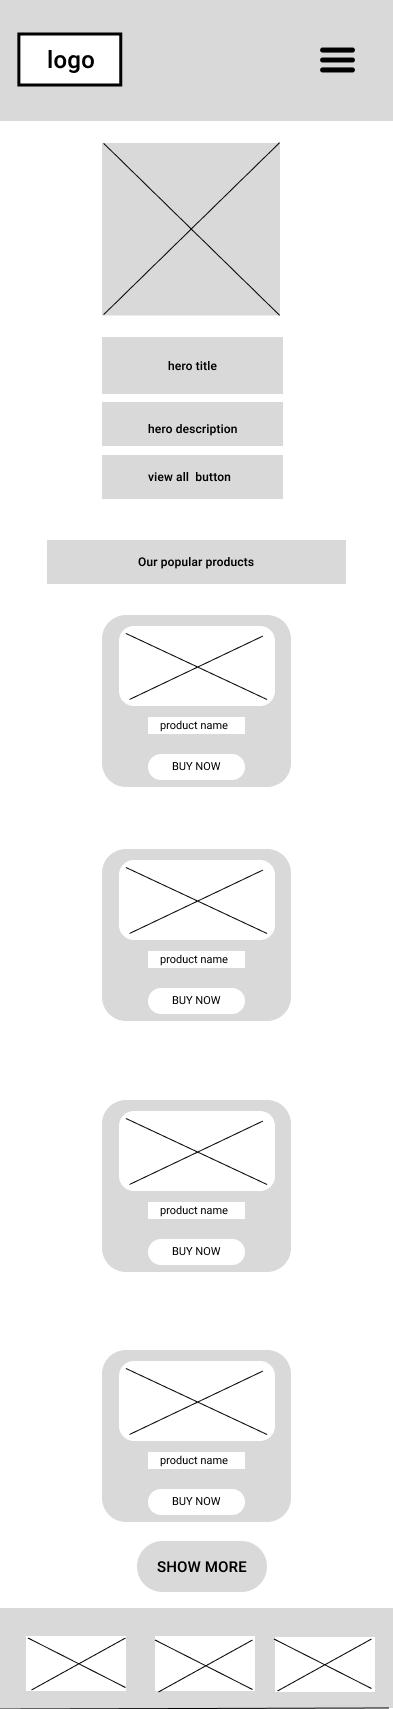 logo
hero title
hero description
view all  button
Our popular products
product name
BUY NOW
product name
BUY NOW
product name
BUY NOW
product name
BUY NOW
SHOW MORE